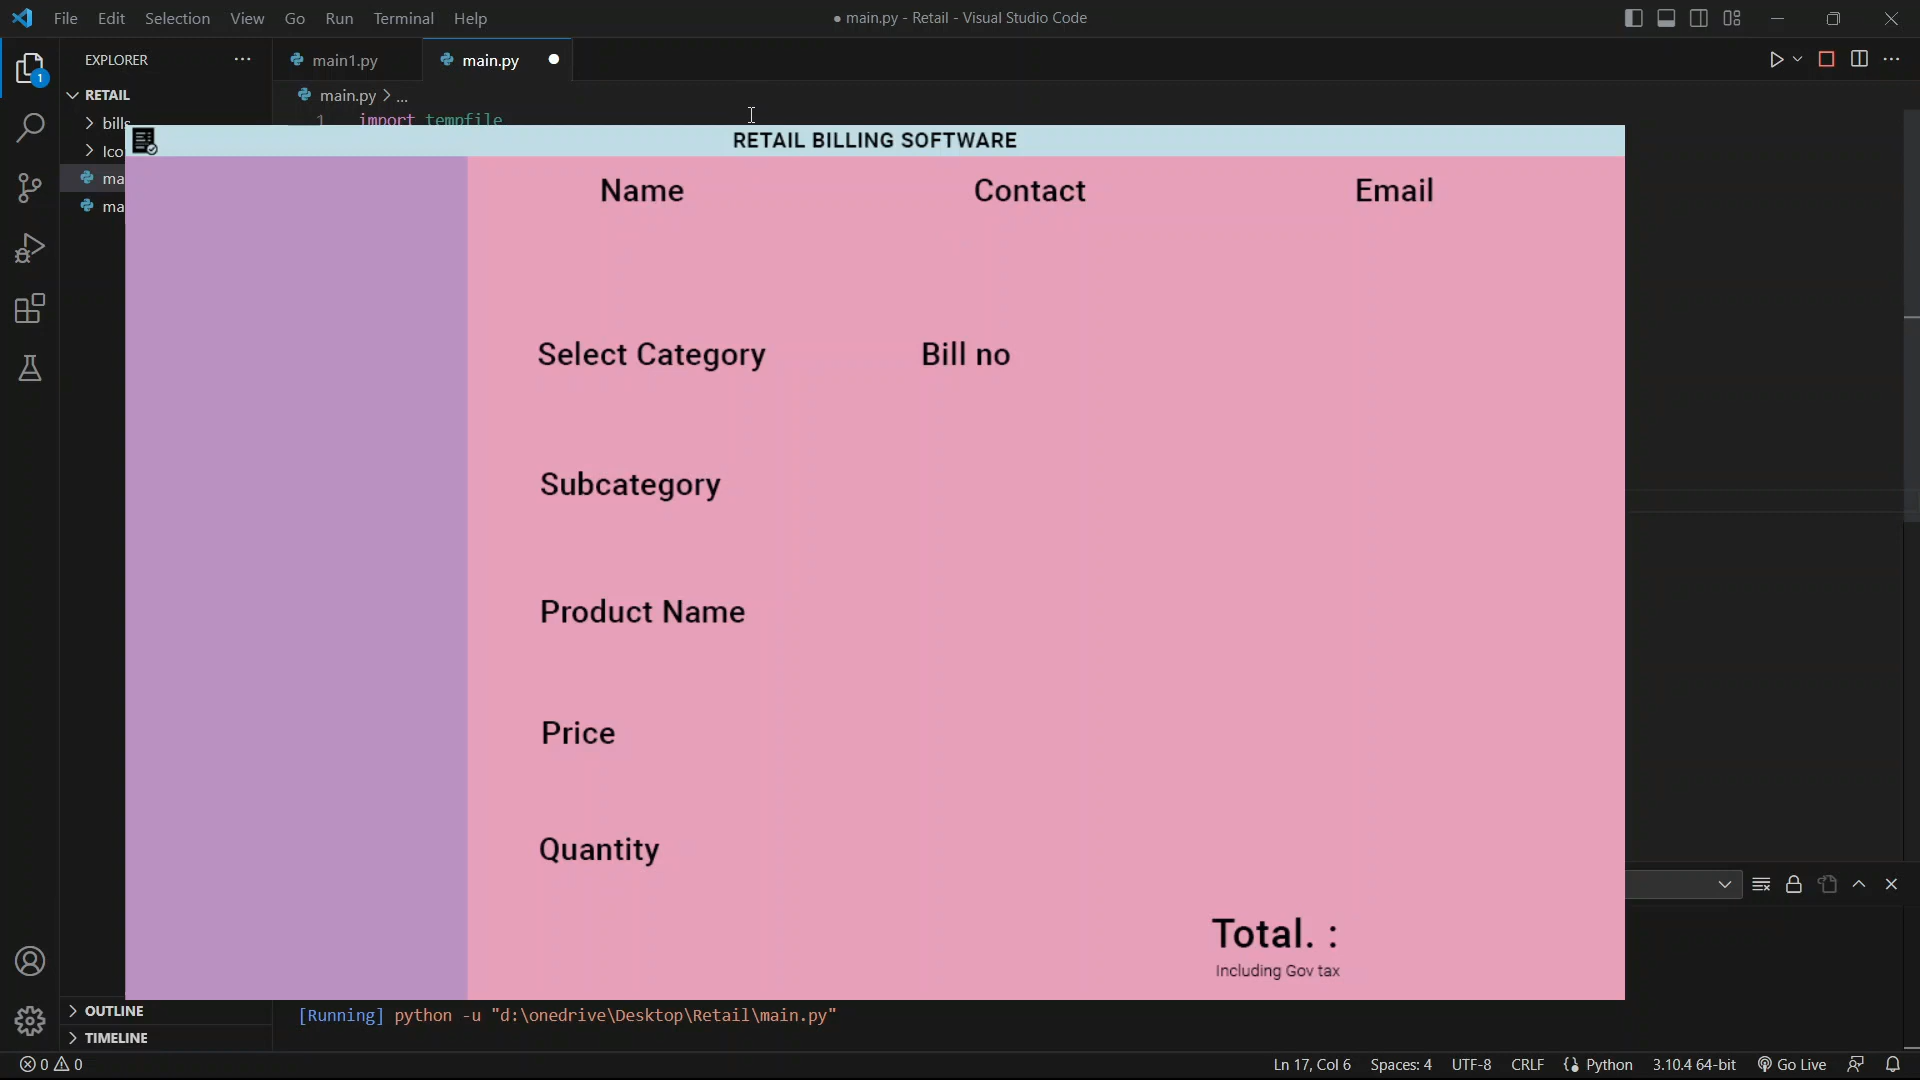 File Edit Selection View Go Run Terminal Help
● main.py - Retail - Visual Studio Code
EXPLORER
main1.py
main.py
1
RETAIL
main.py > ...
bills
1 import tempfile
Ico
ma
ma
RETAIL BILLING SOFTWARE
Name Contact Email
Select Category Bill no
Subcategory
Product Name
Price
Quantity
Total. :
Including Gov tax
OUTLINE
TIMELINE
[Running] python -u "d:\onedrive\Desktop\Retail\main.py"
0 0
Ln 17, Col 6 Spaces: 4 UTF-8 CRLF Python 3.10.4 64-bit Go Live